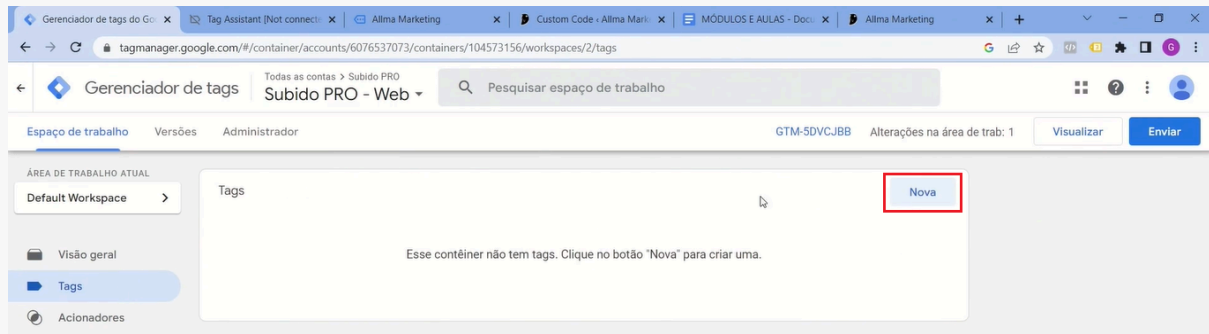 Gerenciador de tags do Go
Tag Assistant [Not connect
Allma Marketing
Custom Code ‹ Allma Mark
MÓDULOS E AULAS - Docu
Allma Marketing
tagmanager.google.com/#/container/accounts/6076537073/containers/104573156/workspaces/2/tags
G
Gerenciador de tags
Todas as contas > Subido PRO
Subido PRO - Web
Pesquisar espaço de trabalho
Espaço de trabalho
Versões
Administrador
GTM-5DVCJBB
Alterações na área de trab: 1
Visualizar
Enviar
ÁREA DE TRABALHO ATUAL
Default Workspace
Tags
Nova
Esse contêiner não tem tags. Clique no botão "Nova" para criar uma.
Visão geral
Tags
Acionadores